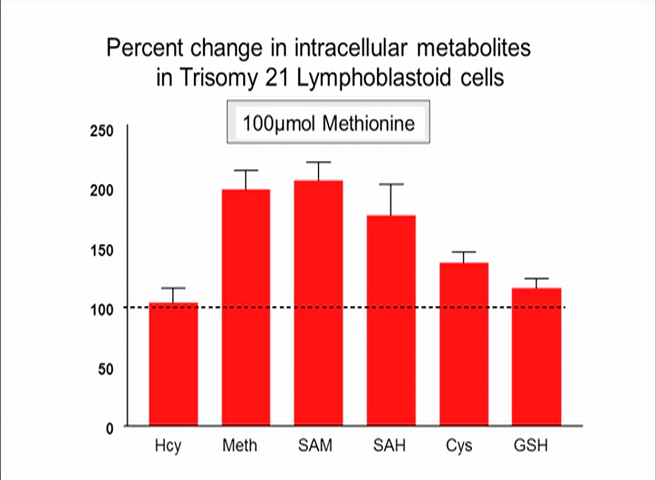 Percent change in intracellular metabolites
in Trisomy 21 Lymphoblastoid cells
100µmol Methionine
250
200
150
100
50
0
Hcy Meth SAM SAH Cys GSH